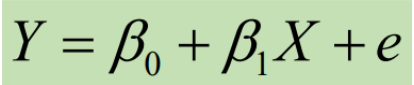 Y = β₀ + β₁X + e